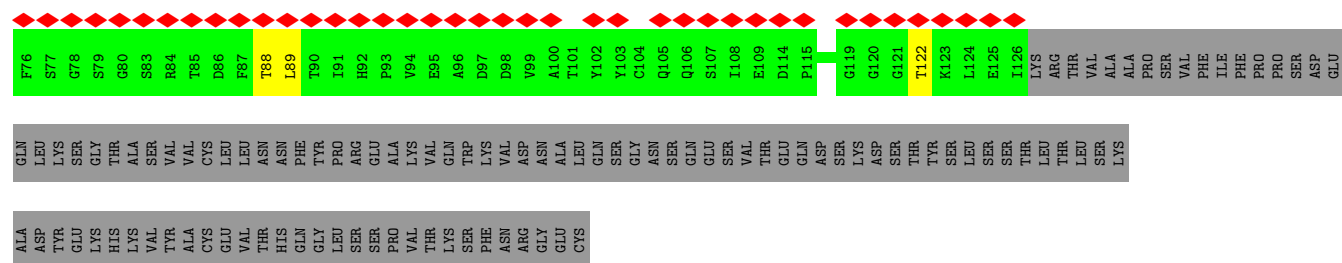 F76 S77 G78 S79 G80 S83 R84 T85 D86 F87 T88 L89 T90 I91 H92 P93 V94 E95 A96 D97 D98 V99 A100 T101 Y102 Y103 C104 Q105 Q106 S107 I108 E109 D114 P115 G119 G120 G121 T122 K123 L124 E125 I126 LYS ARG THR VAL ALA ALA PRO SER VAL PHE ILE PHE PRO PRO SER ASP GLU
GLN LEU LYS SER GLY THR ALA SER VAL VAL CYS LEU LEU ASN ASN PHE TYR PRO ARG GLU ALA LYS VAL GLN TRP LYS VAL ASP ASN ALA LEU GLN SER GLY ASN SER GLN GLU SER VAL THR GLU GLN ASP SER LYS ASP SER THR TYR SER LEU SER SER THR LEU THR LEU SER LYS
ALA ASP TYR GLU LYS HIS LYS VAL TYR ALA CYS GLU VAL THR HIS GLN GLY LEU SER SER PRO VAL THR LYS SER PHE ASN ARG GLY GLU CYS